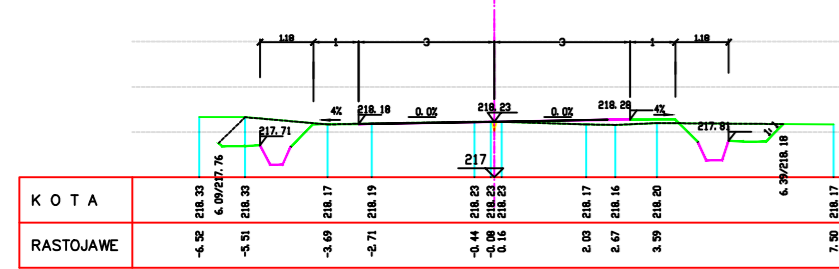 1.18 1 3 3 1 1.18
4% 218.18 0.0% 218.23 0.0% 218.28 4%
217.71 217.81 1:1
217
6.09/217.76 6.39/218.18
KOTA 218.33 218.33 218.17 218.19 218.23 218.23 218.23 218.17 218.16 218.20 218.17
RASTOJAWE -6.52 -5.51 -3.69 -2.71 -0.44 -0.08 0.16 2.03 2.67 3.59 7.50